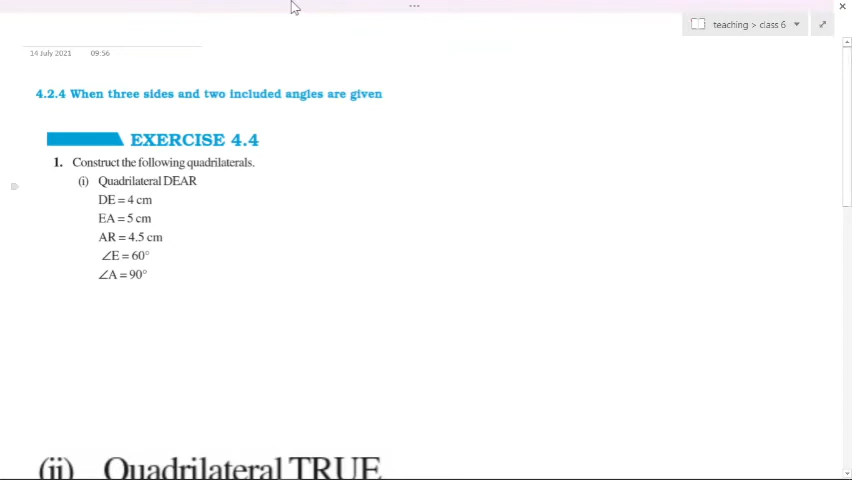 ...
teaching > class 6
14 July 2021 09:56
4.2.4 When three sides and two included angles are given
EXERCISE 4.4
1. Construct the following quadrilaterals.
(i) Quadrilateral DEAR
DE = 4 cm
EA = 5 cm
AR = 4.5 cm
∠E = 60°
∠A = 90°
(ii) Quadrilateral TRUE